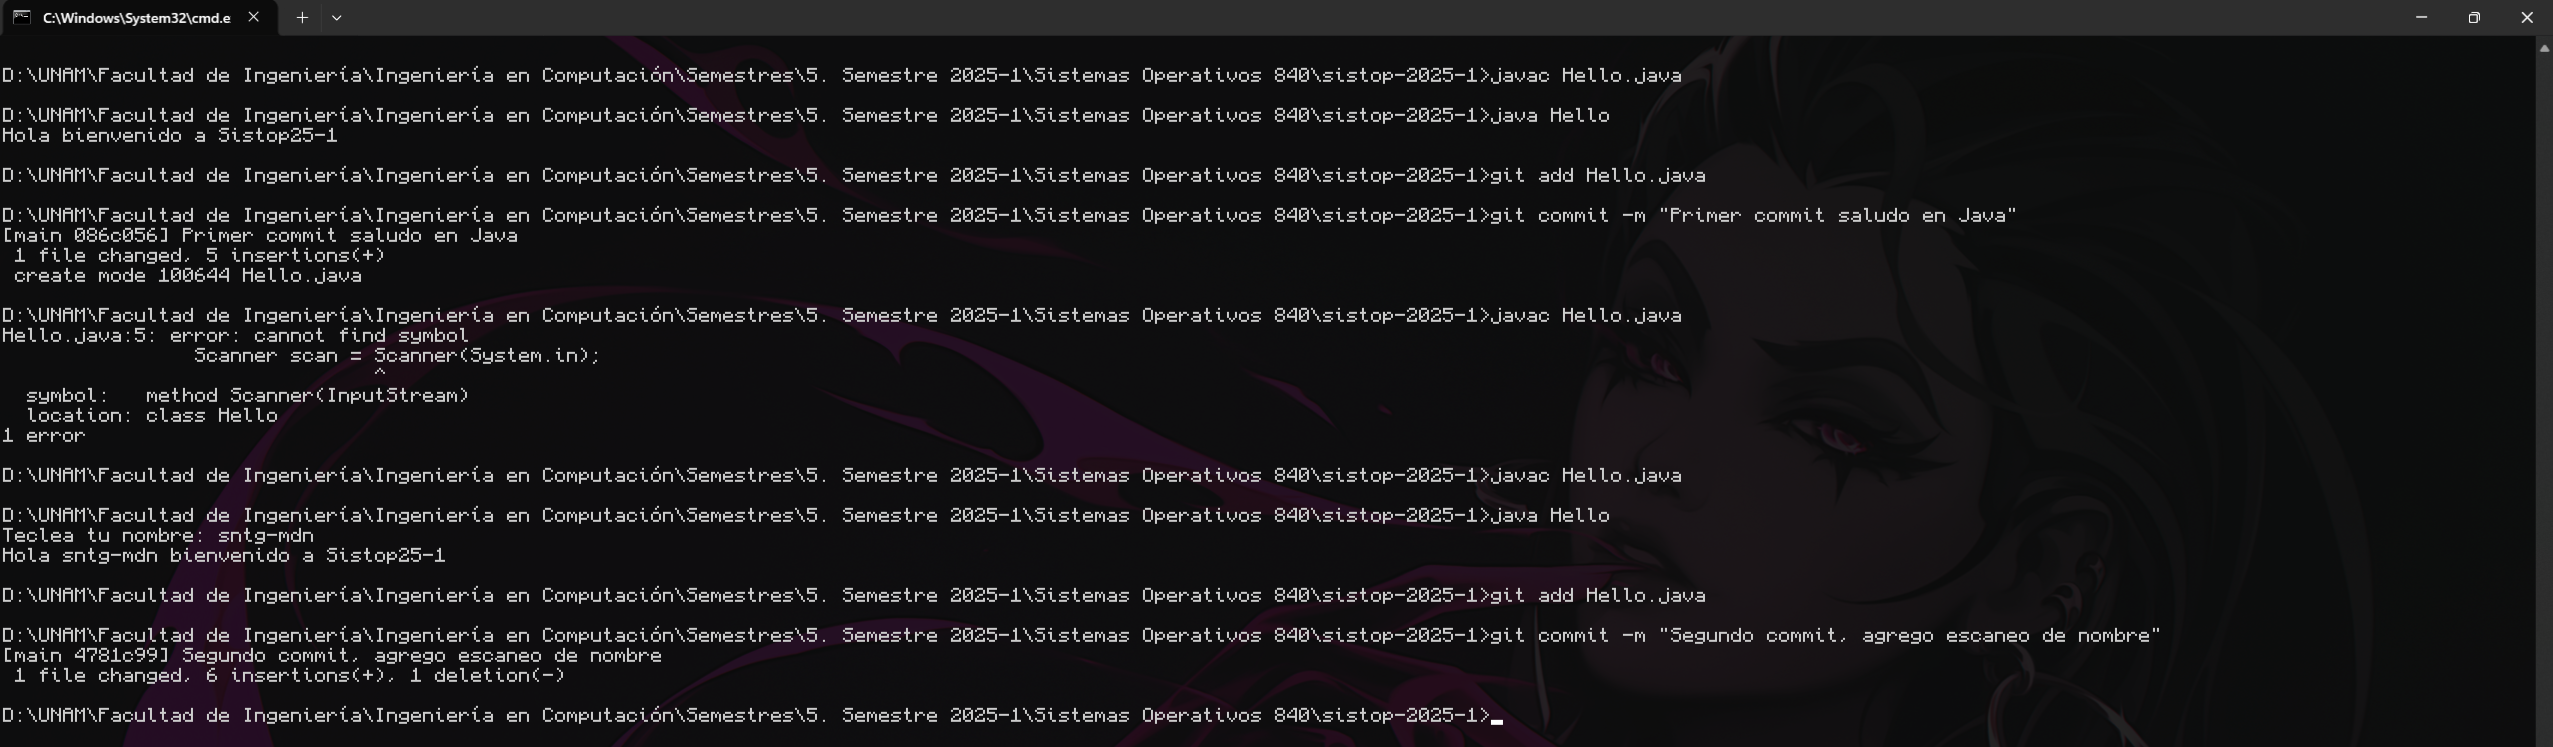 C:\Windows\System32\cmd.e
D:\UNAM\Facultad de Ingeniería\Ingeniería en Computación\Semestres\5. Semestre 2025-1\Sistemas Operativos 840\sistop-2025-1>javac Hello.java
D:\UNAM\Facultad de Ingeniería\Ingeniería en Computación\Semestres\5. Semestre 2025-1\Sistemas Operativos 840\sistop-2025-1>java Hello
Hola bienvenido a Sistop25-1
D:\UNAM\Facultad de Ingeniería\Ingeniería en Computación\Semestres\5. Semestre 2025-1\Sistemas Operativos 840\sistop-2025-1>git add Hello.java
D:\UNAM\Facultad de Ingeniería\Ingeniería en Computación\Semestres\5. Semestre 2025-1\Sistemas Operativos 840\sistop-2025-1>git commit -m "Primer commit saludo en Java"
[main 086c056] Primer commit saludo en Java
 1 file changed, 5 insertions(+)
 create mode 100644 Hello.java
D:\UNAM\Facultad de Ingeniería\Ingeniería en Computación\Semestres\5. Semestre 2025-1\Sistemas Operativos 840\sistop-2025-1>javac Hello.java
Hello.java:5: error: cannot find symbol
                Scanner scan = Scanner(System.in);
                               ^
  symbol:   method Scanner(InputStream)
  location: class Hello
1 error
D:\UNAM\Facultad de Ingeniería\Ingeniería en Computación\Semestres\5. Semestre 2025-1\Sistemas Operativos 840\sistop-2025-1>javac Hello.java
D:\UNAM\Facultad de Ingeniería\Ingeniería en Computación\Semestres\5. Semestre 2025-1\Sistemas Operativos 840\sistop-2025-1>java Hello
Teclea tu nombre: sntg-mdn
Hola sntg-mdn bienvenido a Sistop25-1
D:\UNAM\Facultad de Ingeniería\Ingeniería en Computación\Semestres\5. Semestre 2025-1\Sistemas Operativos 840\sistop-2025-1>git add Hello.java
D:\UNAM\Facultad de Ingeniería\Ingeniería en Computación\Semestres\5. Semestre 2025-1\Sistemas Operativos 840\sistop-2025-1>git commit -m "Segundo commit, agrego escaneo de nombre"
[main 4781c99] Segundo commit, agrego escaneo de nombre
 1 file changed, 6 insertions(+), 1 deletion(-)
D:\UNAM\Facultad de Ingeniería\Ingeniería en Computación\Semestres\5. Semestre 2025-1\Sistemas Operativos 840\sistop-2025-1>